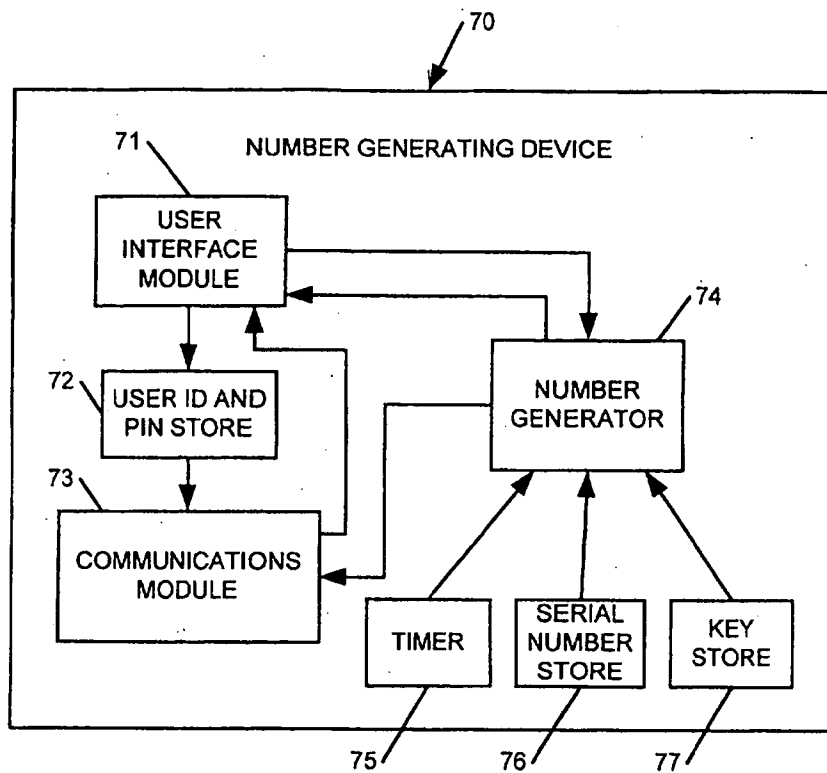 70
NUMBER GENERATING DEVICE
71
USER
INTERFACE
MODULE
74
NUMBER
GENERATOR
72
USER ID AND
PIN STORE
73
COMMUNICATIONS
MODULE
TIMER
SERIAL
NUMBER
STORE
KEY
STORE
75
76
77